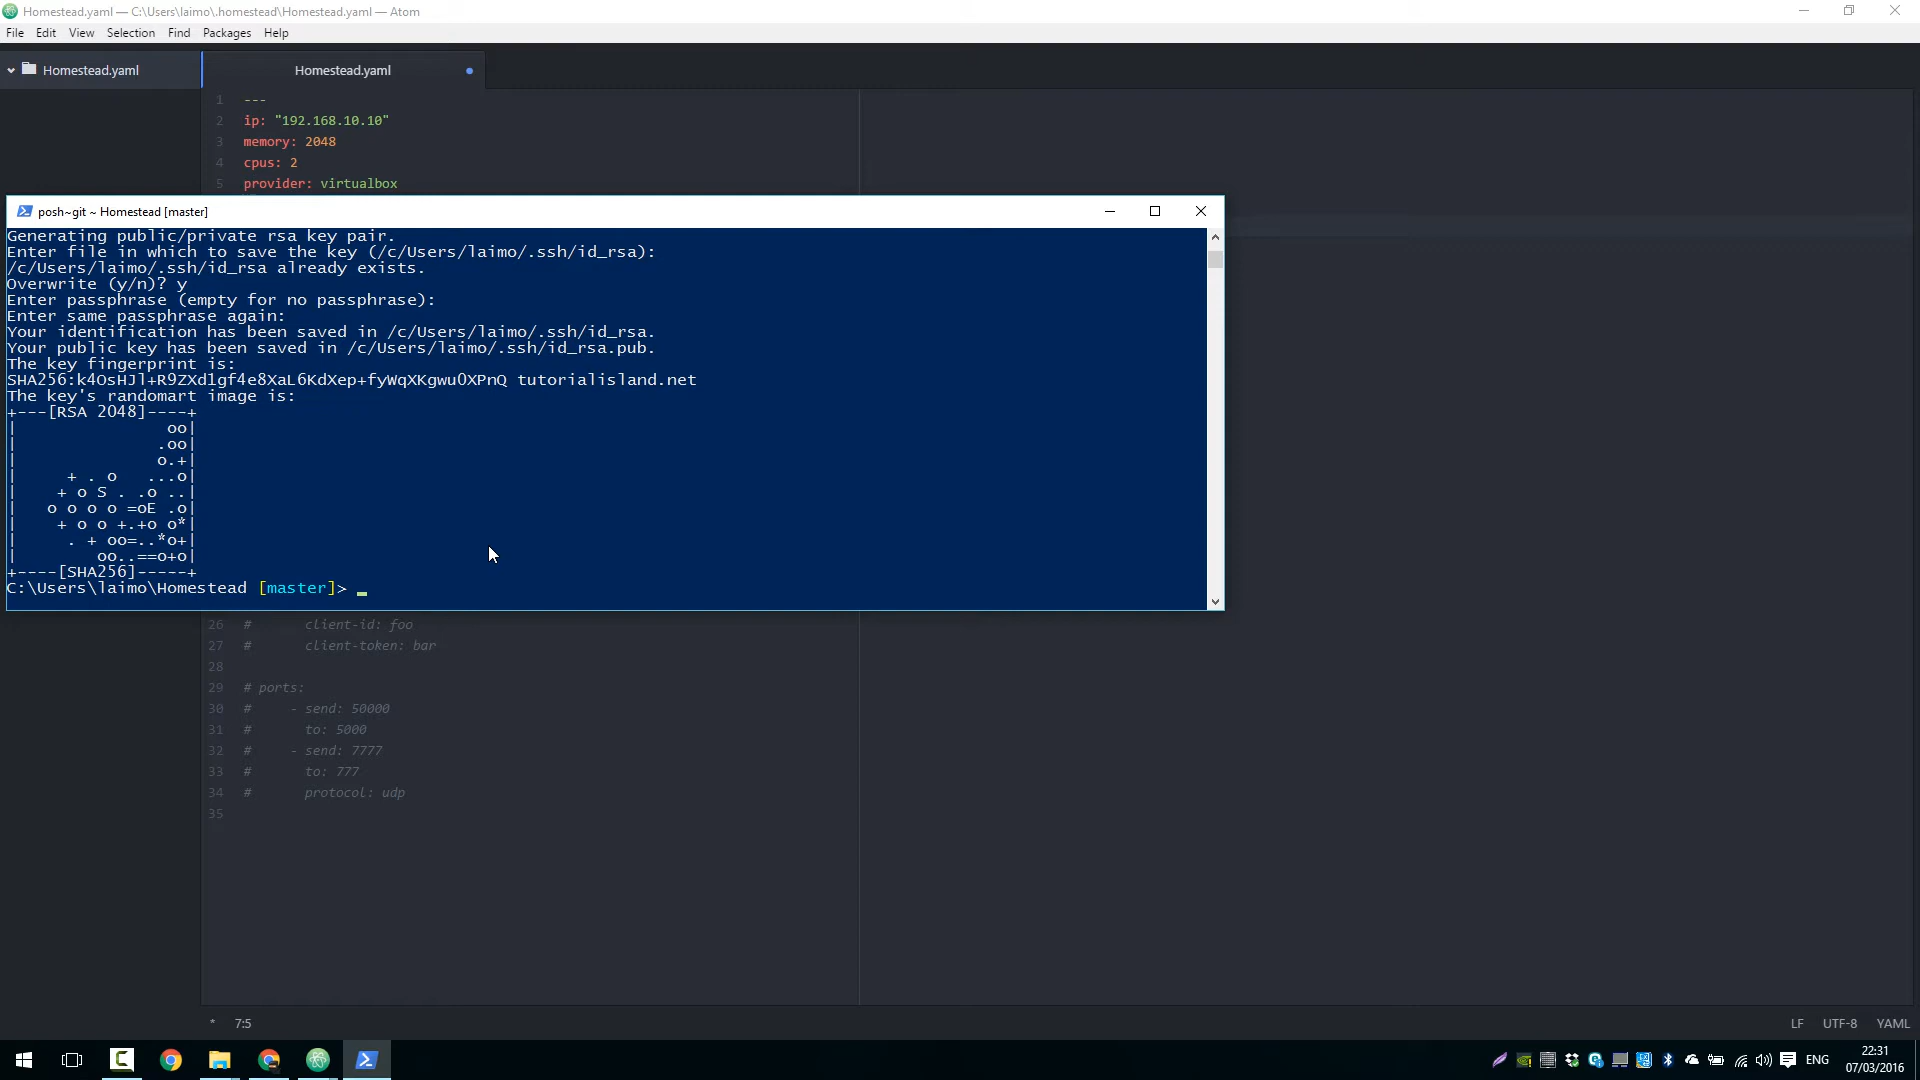 Homestead.yaml — C:\Users\laimo\.homestead\Homestead.yaml — Atom
File Edit View Selection Find Packages Help
Homestead.yaml
Homestead.yaml
1 ---
2 ip: "192.168.10.10"
3 memory: 2048
4 cpus: 2
5 provider: virtualbox
posh~git ~ Homestead [master]
Generating public/private rsa key pair.
Enter file in which to save the key (/c/Users/laimo/.ssh/id_rsa):
/c/Users/laimo/.ssh/id_rsa already exists.
Overwrite (y/n)? y
Enter passphrase (empty for no passphrase):
Enter same passphrase again:
Your identification has been saved in /c/Users/laimo/.ssh/id_rsa.
Your public key has been saved in /c/Users/laimo/.ssh/id_rsa.pub.
The key fingerprint is:
SHA256:k4OsHJl+R9ZXd1gf4e8XaL6KdXep+fyWqXKgwu0XPnQ tutorialisland.net
The key's randomart image is:
+---[RSA 2048]----+
|               oo|
|              .oo|
|              o.+|
|     + . o   ...o|
|    + o S . .o ..|
|   o o o o =oE .o|
|    + o o +.+o o*|
|     . + oo=..*o+|
|        oo..==o+o|
+----[SHA256]-----+
C:\Users\laimo\Homestead [master]> _
26 #       client-id: foo
27 #       client-token: bar
28
29 # ports:
30 #     - send: 50000
31 #       to: 5000
32 #     - send: 7777
33 #       to: 777
34 #       protocol: udp
35
* 7:5 LF UTF-8 YAML
ENG 22:31
07/03/2016